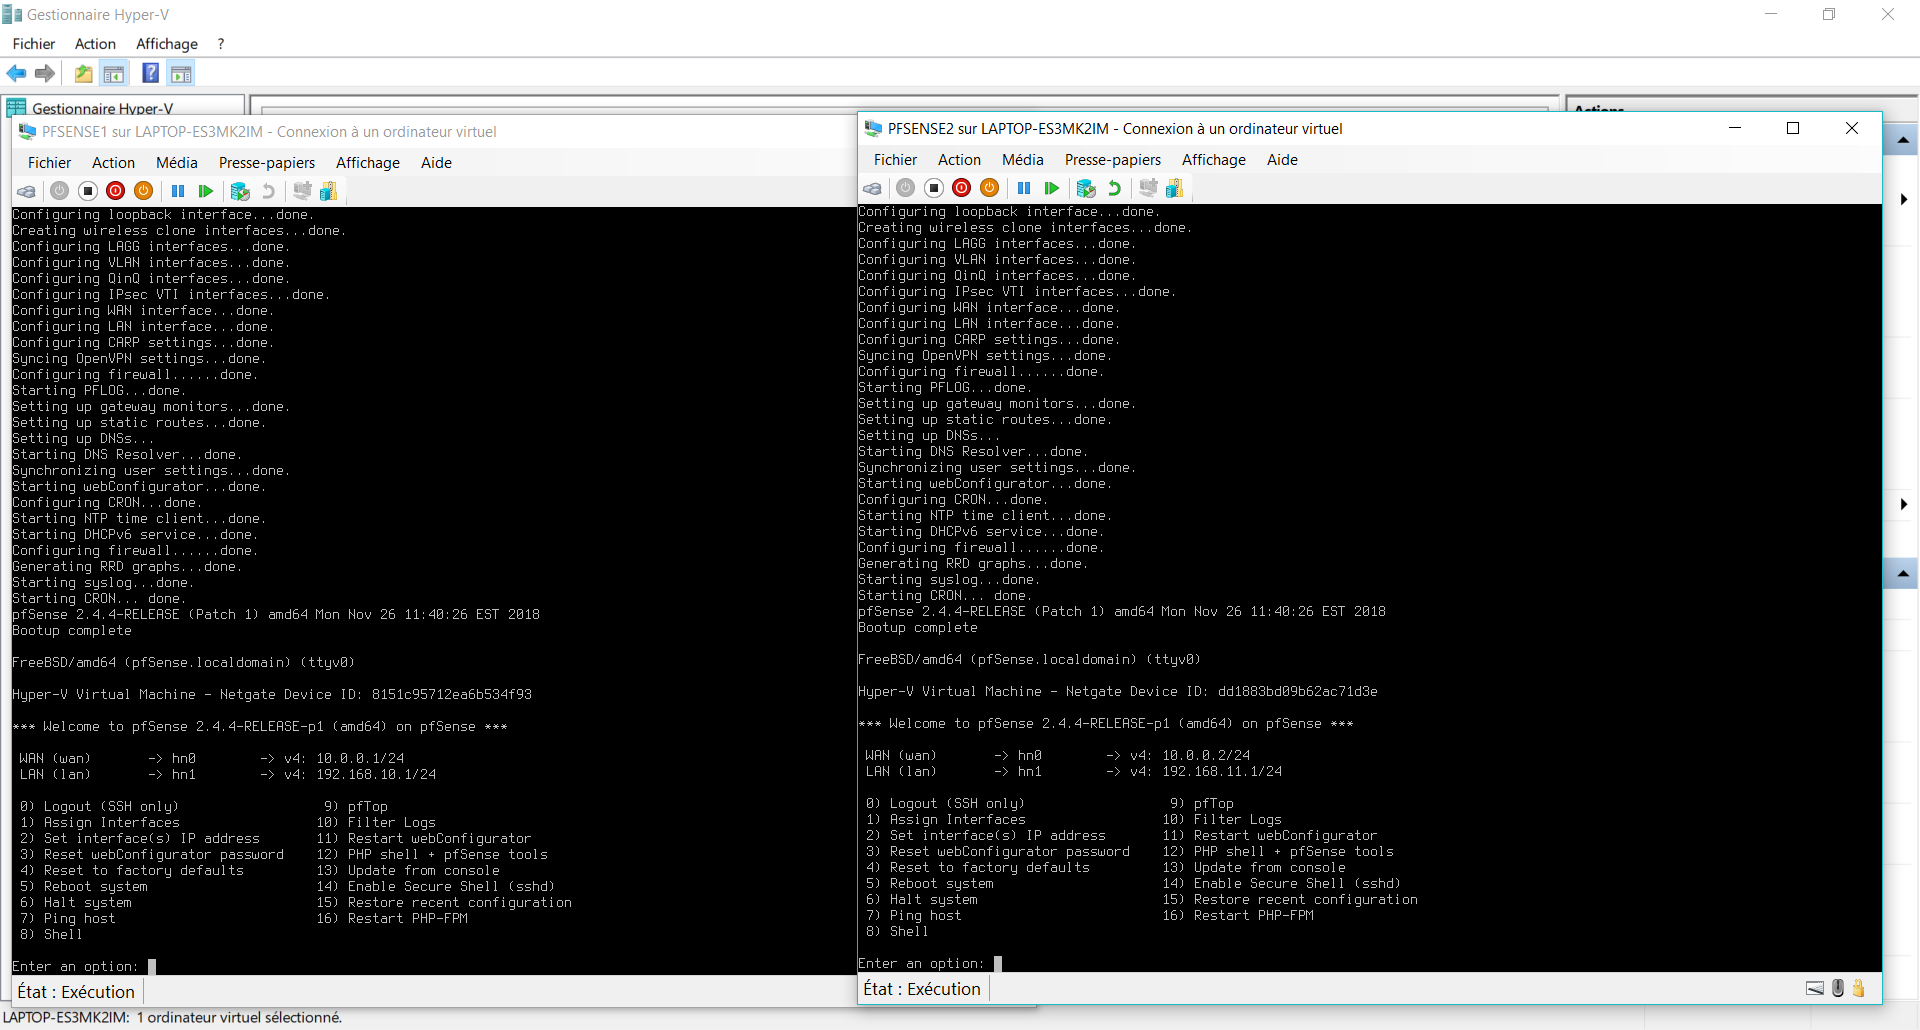 Gestionnaire Hyper-V
Fichier Action Affichage ?
Gestionnaire Hyper-V
Actions
PFSENSE1 sur LAPTOP-ES3MK2IM - Connexion à un ordinateur virtuel
Fichier Action Média Presse-papiers Affichage Aide
Configuring loopback interface...done.
Creating wireless clone interfaces...done.
Configuring LAGG interfaces...done.
Configuring VLAN interfaces...done.
Configuring QinQ interfaces...done.
Configuring IPsec VTI interfaces...done.
Configuring WAN interface...done.
Configuring LAN interface...done.
Configuring CARP settings...done.
Syncing OpenVPN settings...done.
Configuring firewall......done.
Starting PFLOG...done.
Setting up gateway monitors...done.
Setting up static routes...done.
Setting up DNSs...
Starting DNS Resolver...done.
Synchronizing user settings...done.
Starting webConfigurator...done.
Configuring CRON...done.
Starting NTP time client...done.
Starting DHCPv6 service...done.
Configuring firewall......done.
Generating RRD graphs...done.
Starting syslog...done.
Starting CRON... done.
pfSense 2.4.4-RELEASE (Patch 1) amd64 Mon Nov 26 11:40:26 EST 2018
Bootup complete
FreeBSD/amd64 (pfSense.localdomain) (ttyv0)
Hyper-V Virtual Machine - Netgate Device ID: 8151c95712ea6b534f93
*** Welcome to pfSense 2.4.4-RELEASE-p1 (amd64) on pfSense ***
WAN (wan) -> hn0 -> v4: 10.0.0.1/24
LAN (lan) -> hn1 -> v4: 192.168.10.1/24
0) Logout (SSH only) 9) pfTop
1) Assign Interfaces 10) Filter Logs
2) Set interface(s) IP address 11) Restart webConfigurator
3) Reset webConfigurator password 12) PHP shell + pfSense tools
4) Reset to factory defaults 13) Update from console
5) Reboot system 14) Enable Secure Shell (sshd)
6) Halt system 15) Restore recent configuration
7) Ping host 16) Restart PHP-FPM
8) Shell
Enter an option:
État : Exécution
PFSENSE2 sur LAPTOP-ES3MK2IM - Connexion à un ordinateur virtuel
Fichier Action Média Presse-papiers Affichage Aide
Configuring loopback interface...done.
Creating wireless clone interfaces...done.
Configuring LAGG interfaces...done.
Configuring VLAN interfaces...done.
Configuring QinQ interfaces...done.
Configuring IPsec VTI interfaces...done.
Configuring WAN interface...done.
Configuring LAN interface...done.
Configuring CARP settings...done.
Syncing OpenVPN settings...done.
Configuring firewall......done.
Starting PFLOG...done.
Setting up gateway monitors...done.
Setting up static routes...done.
Setting up DNSs...
Starting DNS Resolver...done.
Synchronizing user settings...done.
Starting webConfigurator...done.
Configuring CRON...done.
Starting NTP time client...done.
Starting DHCPv6 service...done.
Configuring firewall......done.
Generating RRD graphs...done.
Starting syslog...done.
Starting CRON... done.
pfSense 2.4.4-RELEASE (Patch 1) amd64 Mon Nov 26 11:40:26 EST 2018
Bootup complete
FreeBSD/amd64 (pfSense.localdomain) (ttyv0)
Hyper-V Virtual Machine - Netgate Device ID: dd1883bd09b62ac71d3e
*** Welcome to pfSense 2.4.4-RELEASE-p1 (amd64) on pfSense ***
WAN (wan) -> hn0 -> v4: 10.0.0.2/24
LAN (lan) -> hn1 -> v4: 192.168.11.1/24
0) Logout (SSH only) 9) pfTop
1) Assign Interfaces 10) Filter Logs
2) Set interface(s) IP address 11) Restart webConfigurator
3) Reset webConfigurator password 12) PHP shell + pfSense tools
4) Reset to factory defaults 13) Update from console
5) Reboot system 14) Enable Secure Shell (sshd)
6) Halt system 15) Restore recent configuration
7) Ping host 16) Restart PHP-FPM
8) Shell
Enter an option:
État : Exécution
LAPTOP-ES3MK2IM: 1 ordinateur virtuel sélectionné.